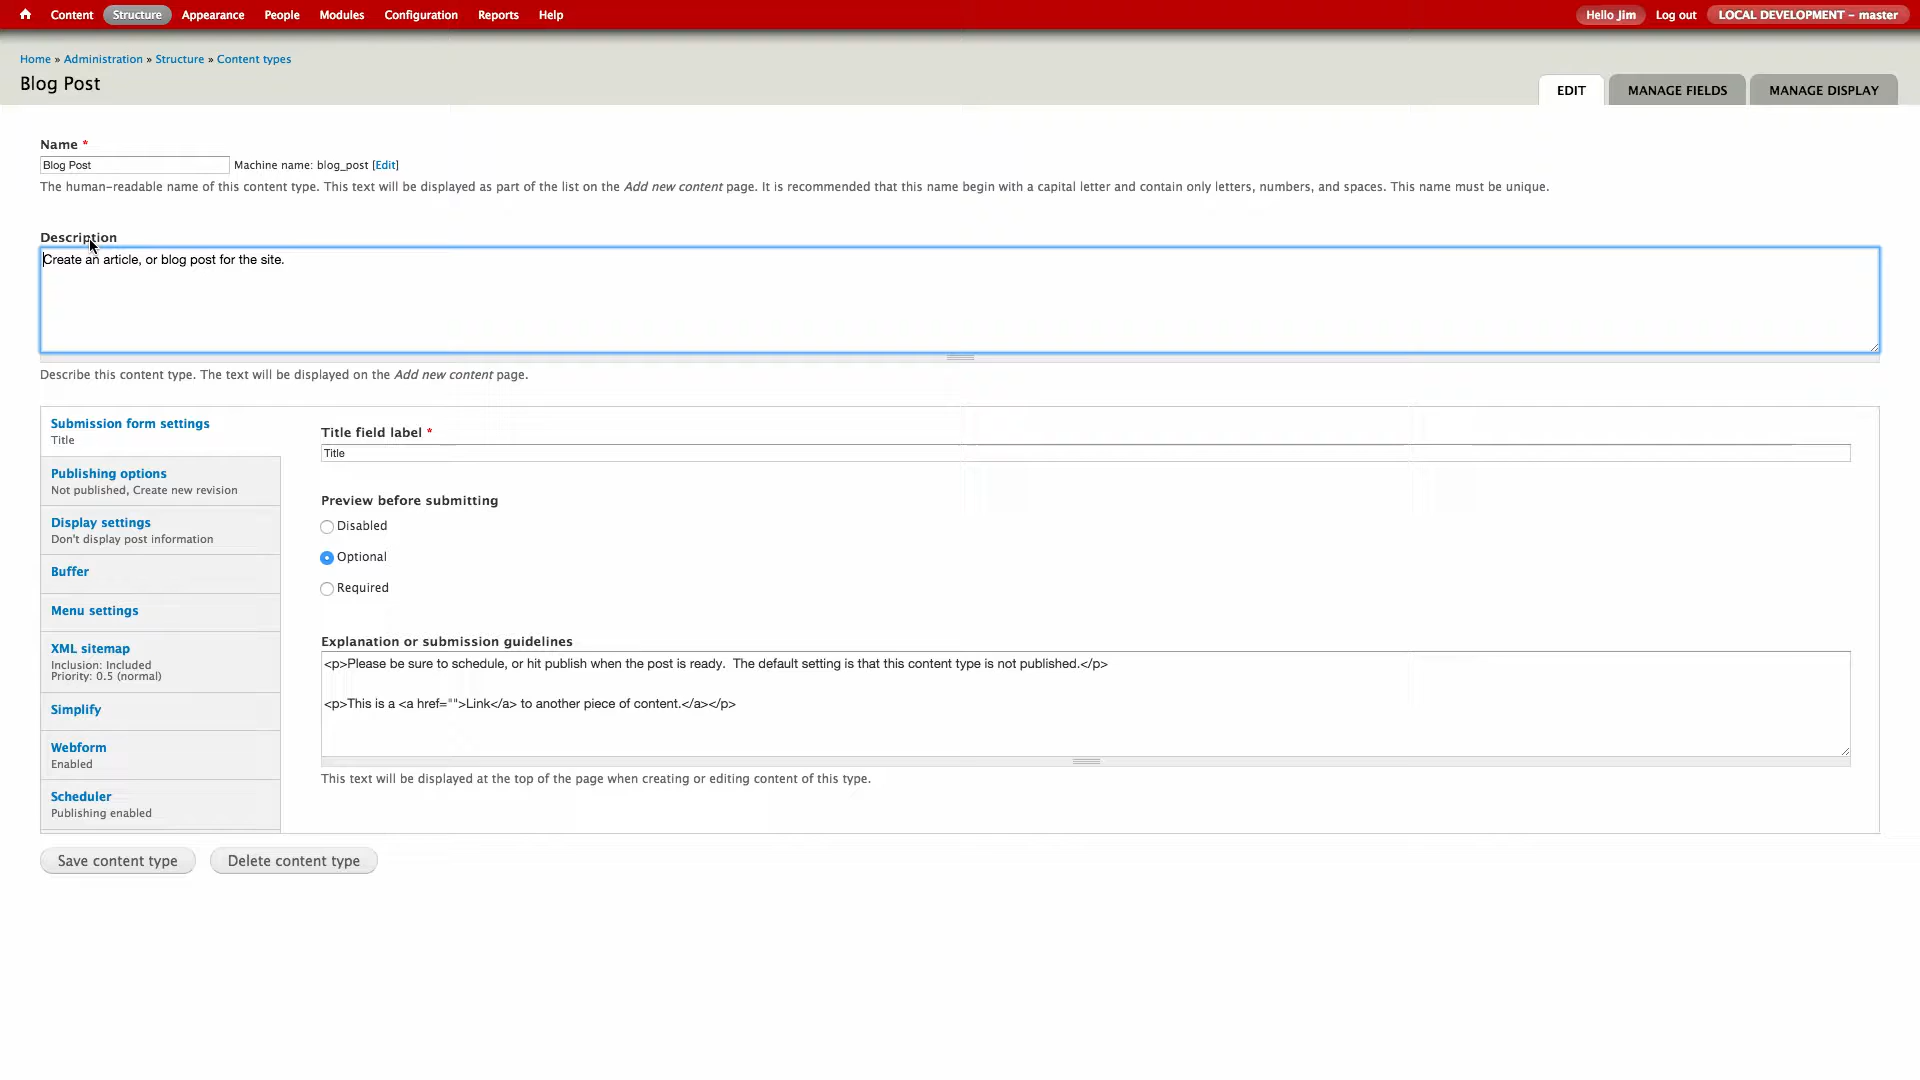 Content Structure Appearance People Modules Configuration Reports Help Hello Jim Log out LOCAL DEVELOPMENT - master
Home » Administration » Structure » Content types
Blog Post
EDIT MANAGE FIELDS MANAGE DISPLAY
Name *
Blog Post Machine name: blog_post [Edit]
The human-readable name of this content type. This text will be displayed as part of the list on the Add new content page. It is recommended that this name begin with a capital letter and contain only letters, numbers, and spaces. This name must be unique.
Description
Create an article, or blog post for the site.
Describe this content type. The text will be displayed on the Add new content page.
Submission form settings
Title
Publishing options
Not published, Create new revision
Display settings
Don't display post information
Buffer
Menu settings
XML sitemap
Inclusion: Included
Priority: 0.5 (normal)
Simplify
Webform
Enabled
Scheduler
Publishing enabled
Title field label *
Title
Preview before submitting
Disabled
Optional
Required
Explanation or submission guidelines
<p>Please be sure to schedule, or hit publish when the post is ready.  The default setting is that this content type is not published.</p>
<p>This is a <a href="">Link</a> to another piece of content.</a></p>
This text will be displayed at the top of the page when creating or editing content of this type.
Save content type Delete content type